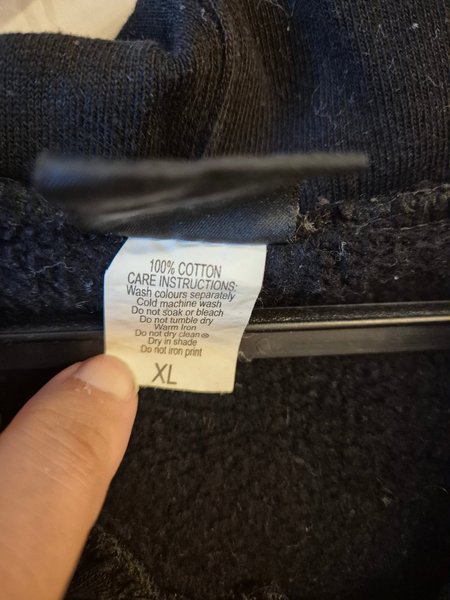 100% COTTON
CARE INSTRUCTIONS:
Wash colours separately
Cold machine wash
Do not soak or bleach
Do not tumble dry
Warm Iron
Do not dry clean
Dry in shade
Do not iron print
XL